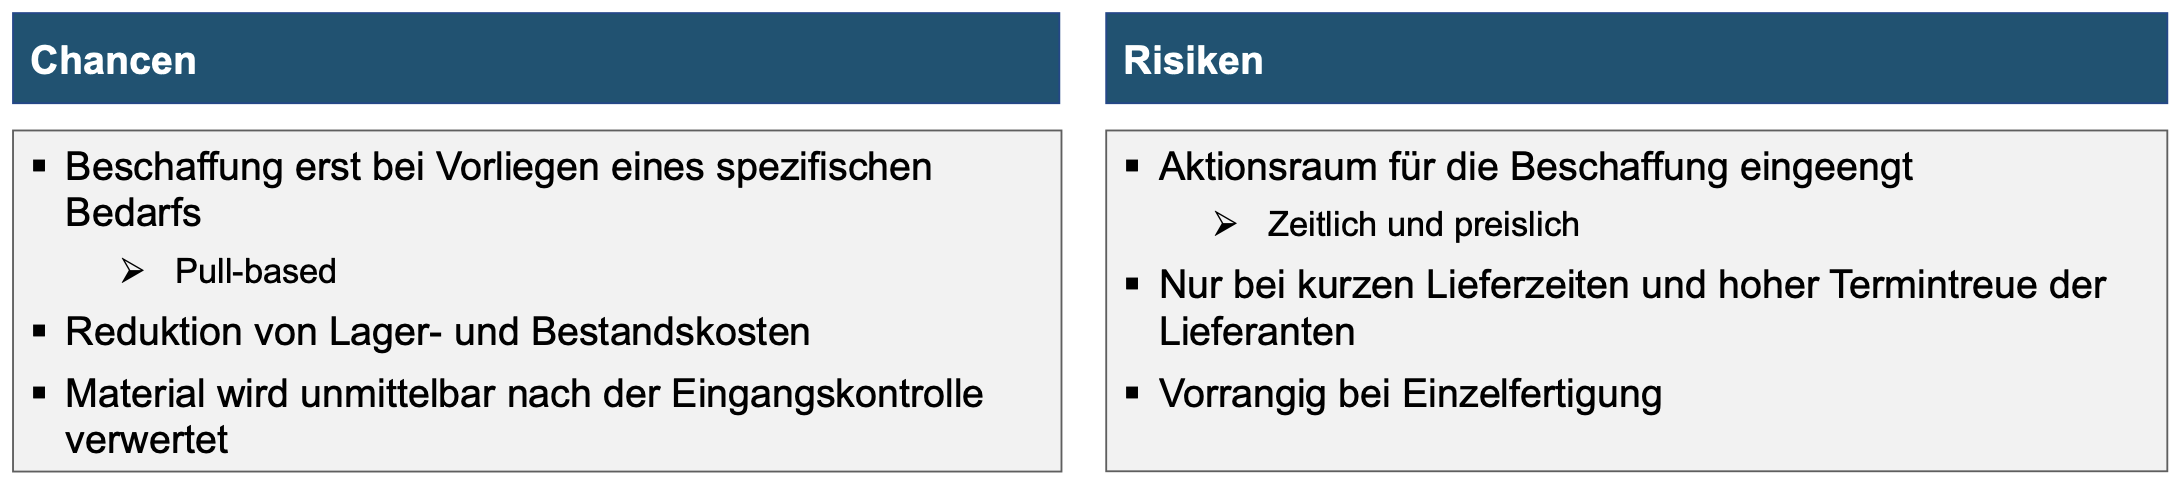 Chancen
▪ Beschaffung erst bei Vorliegen eines spezifischen
Bedarfs
➢ Pull-based
▪ Reduktion von Lager- und Bestandskosten
▪ Material wird unmittelbar nach der Eingangskontrolle
verwertet
Risiken
▪ Aktionsraum für die Beschaffung eingeengt
➢ Zeitlich und preislich
▪ Nur bei kurzen Lieferzeiten und hoher Termintreue der
Lieferanten
▪ Vorrangig bei Einzelfertigung